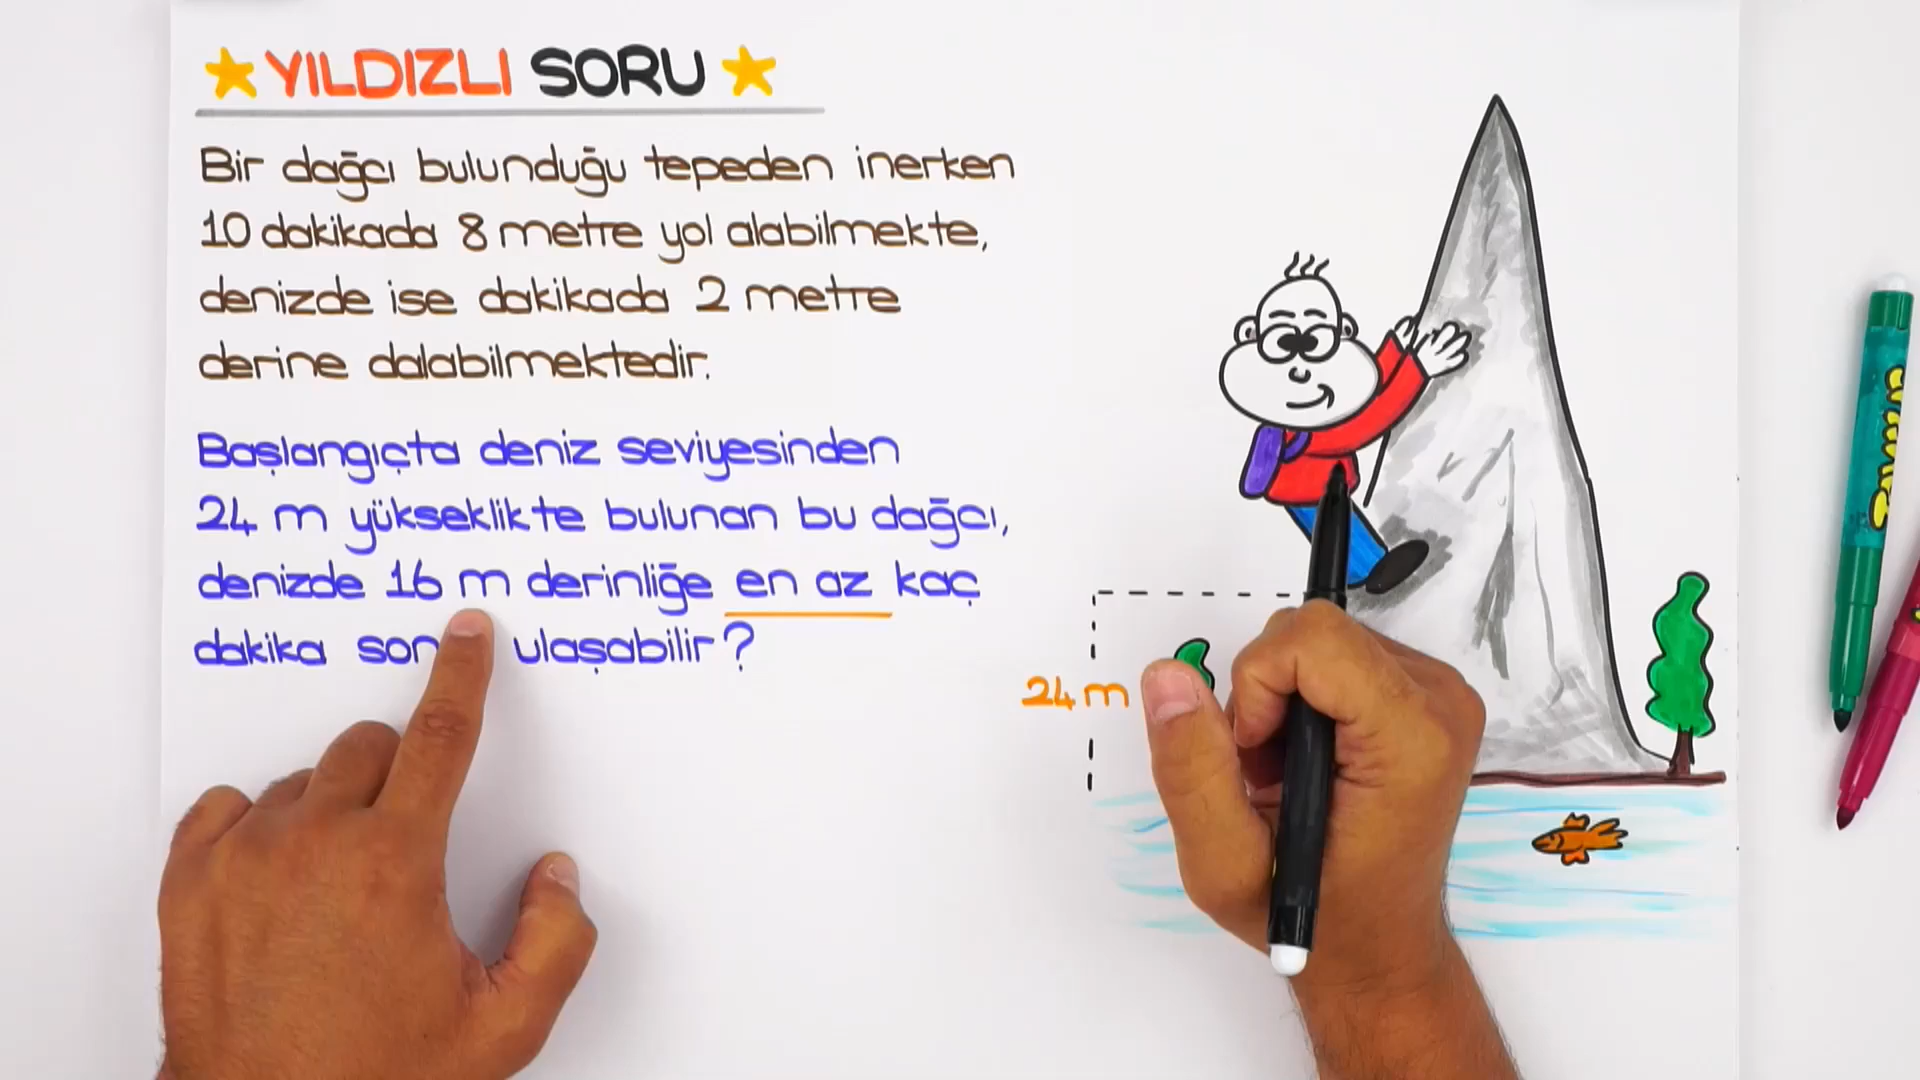 YILDIZLI SORU
Bir dağcı bulunduğu tepeden inerken
10 dakikada 8 metre yol alabilmekte,
denizde ise dakikada 2 metre
derine dalabilmektedir.
Başlangıçta deniz seviyesinden
24 m yükseklikte bulunan bu dağcı,
denizde 16 m derinliğe en az kaç
dakika ulaşabilir?
24 m